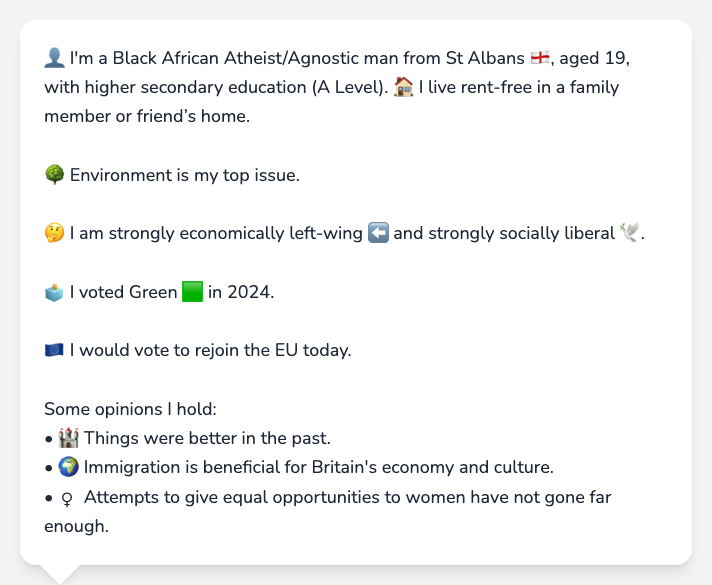 👤 I'm a Black African Atheist/Agnostic man from St Albans 🏴󠁧󠁢󠁥󠁮󠁧󠁿, aged 19,
with higher secondary education (A Level). 🏠 I live rent-free in a family
member or friend’s home.
🌳 Environment is my top issue.
🤔 I am strongly economically left-wing ⬅️ and strongly socially liberal 🕊️.
🗳️ I voted Green 🟩 in 2024.
🇪🇺 I would vote to rejoin the EU today.
Some opinions I hold:
• 🏰 Things were better in the past.
• 🌍 Immigration is beneficial for Britain's economy and culture.
• ♀ Attempts to give equal opportunities to women have not gone far
enough.